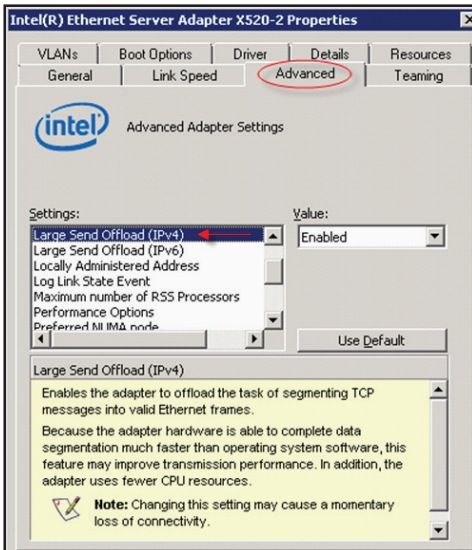 Intel(R) Ethernet Server Adapter X520-2 Properties
VLANs Boot Options Driver Details Resources
General Link Speed Advanced Teaming
intel
Advanced Adapter Settings
Settings: Value:
Large Send Offload (IPv4) Enabled
Large Send Offload (IPv6)
Locally Administered Address
Log Link State Event
Maximum number of RSS Processors
Performance Options
Preferred NUMA node
Use Default
Large Send Offload (IPv4)
Enables the adapter to offload the task of segmenting TCP
messages into valid Ethernet frames.
Because the adapter hardware is able to complete data
segmentation much faster than operating system software, this
feature may improve transmission performance. In addition, the
adapter uses fewer CPU resources.
Note: Changing this setting may cause a momentary
loss of connectivity.